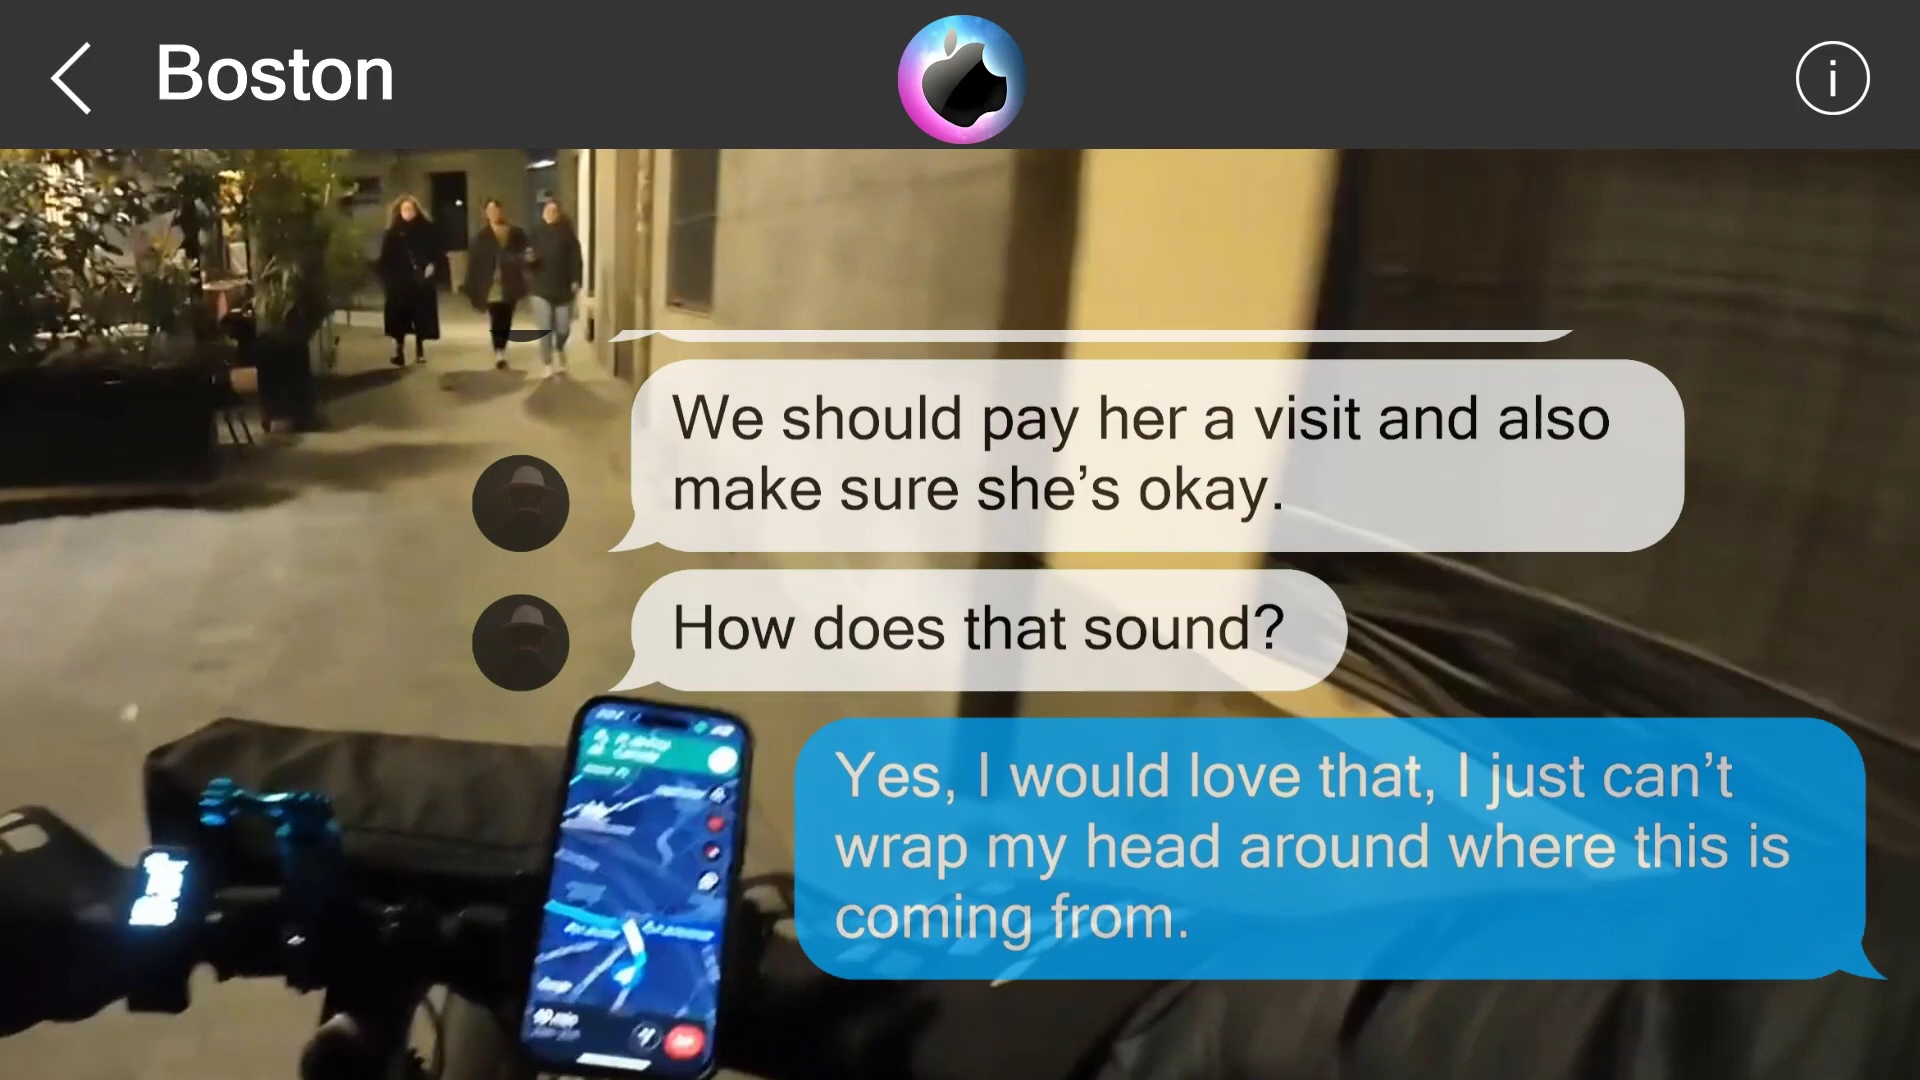 Boston
We should pay her a visit and also
make sure she’s okay.
How does that sound?
Yes, I would love that, I just can’t
wrap my head around where this is
coming from.